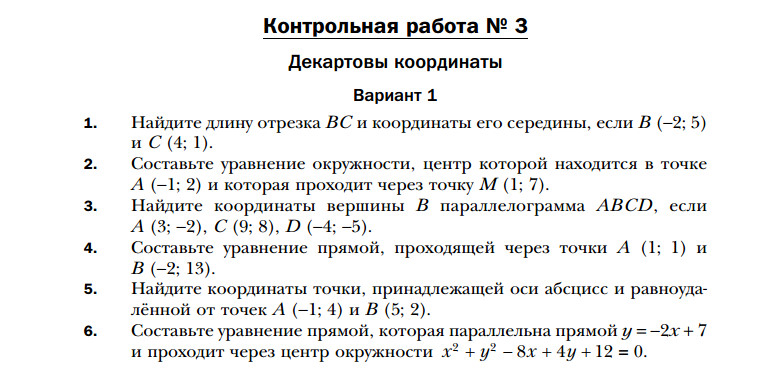 Контрольная работа № 3
Декартовы координаты
Вариант 1
1. Найдите длину отрезка BC и координаты его середины, если B (–2; 5)
и C (4; 1).
2. Составьте уравнение окружности, центр которой находится в точке
A (–1; 2) и которая проходит через точку M (1; 7).
3. Найдите координаты вершины B параллелограмма ABCD, если
A (3; –2), C (9; 8), D (–4; –5).
4. Составьте уравнение прямой, проходящей через точки A (1; 1) и
B (–2; 13).
5. Найдите координаты точки, принадлежащей оси абсцисс и равноуда-
лённой от точек A (–1; 4) и B (5; 2).
6. Составьте уравнение прямой, которая параллельна прямой y = –2x + 7
и проходит через центр окружности x² + y² – 8x + 4y + 12 = 0.